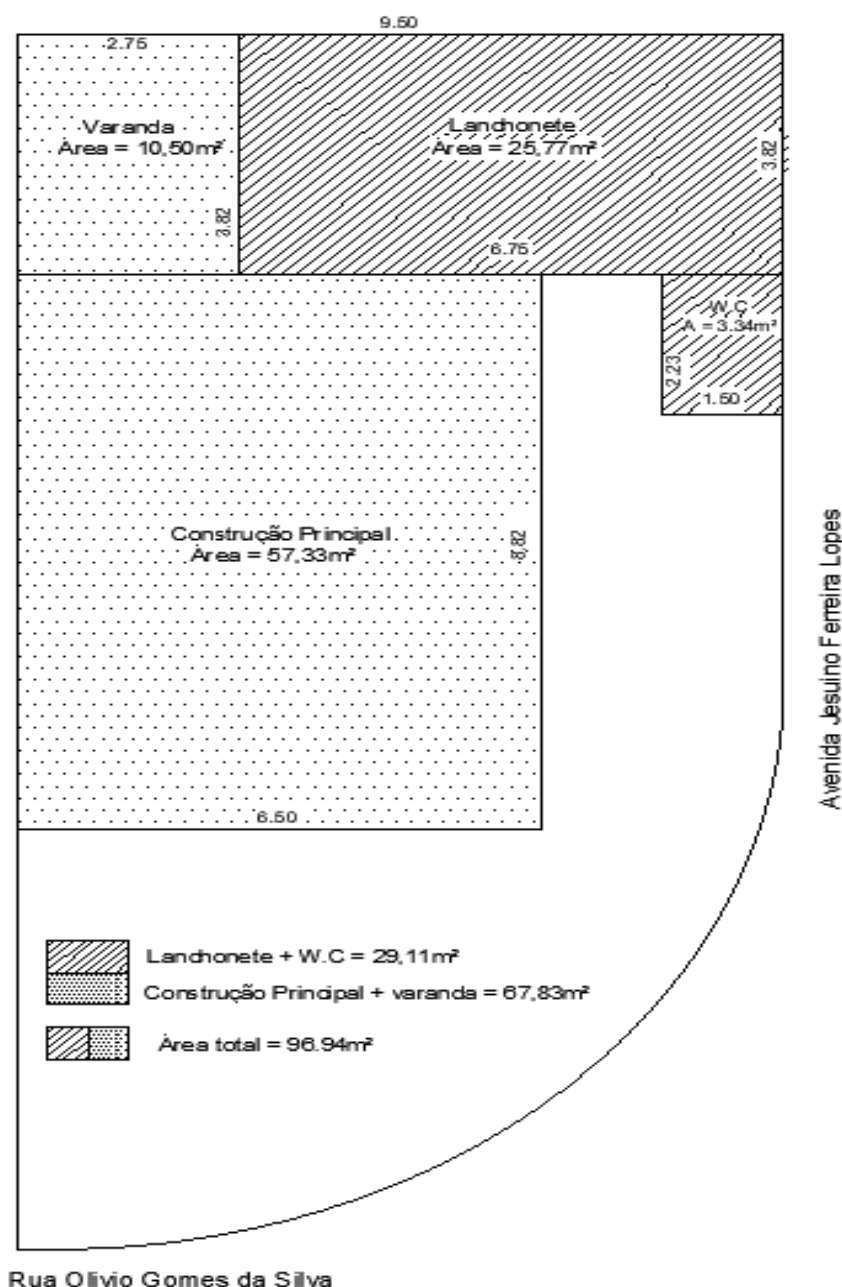 9.50
2.75
Varanda
Área = 10,50m²
3.82
Lanchonete
Área = 25,77m²
3.82
6.75
W.C
A = 3.34m²
2.23
1.50
Construção Principal
Área = 57,33m²
8,82
6.50
Avenida Jesuino Ferreira Lopes
Lanchonete + W.C = 29,11m²
Construção Principal + varanda = 67,83m²
Área total = 96.94m²
Rua Olivio Gomes da Silva